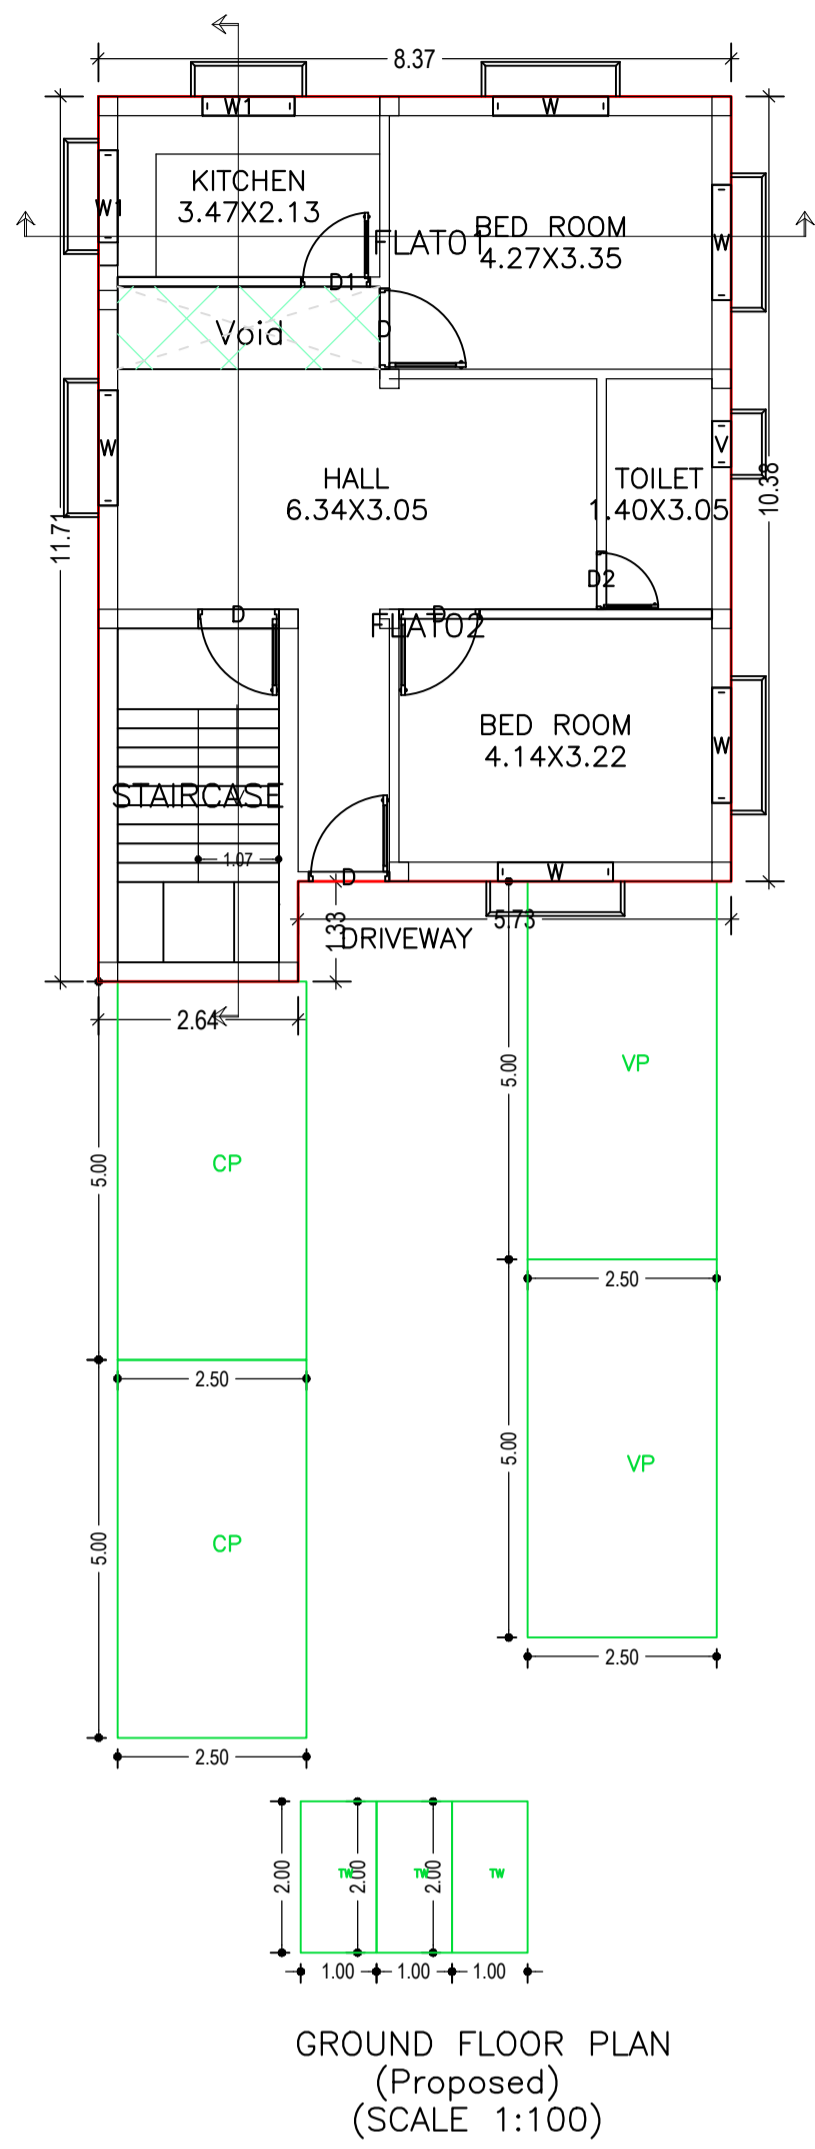 8.37
W1
W
KITCHEN
3.47X2.13
W1
BED ROOM
4.27X3.35
FLAT01
W
D1
Void
D
W
HALL
6.34X3.05
TOILET
1.40X3.05
V
10.38
11.71
D2
D
D
FLAT02
BED ROOM
4.14X3.22
W
STAIRCASE
1.07
D
W
1.33
5.73
DRIVEWAY
2.64
5.00
VP
5.00
CP
2.50
2.50
5.00
VP
5.00
CP
2.50
2.50
2.00
TW
2.00
TW
2.00
TW
1.00
1.00
1.00
GROUND FLOOR PLAN
(Proposed)
(SCALE 1:100)